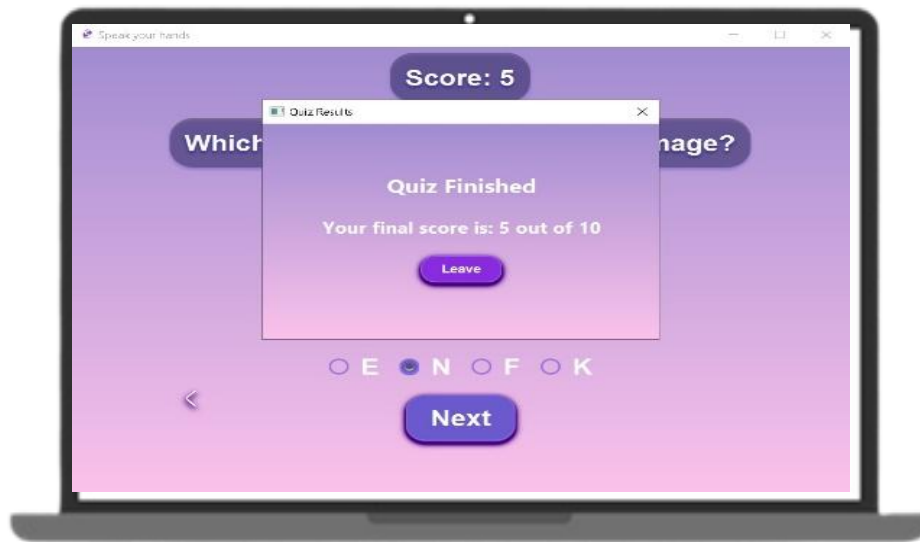 Speak your hands
Score: 5
Quiz Results
Which
mage?
Quiz Finished
Your final score is: 5 out of 10
Leave
E N F K
Next